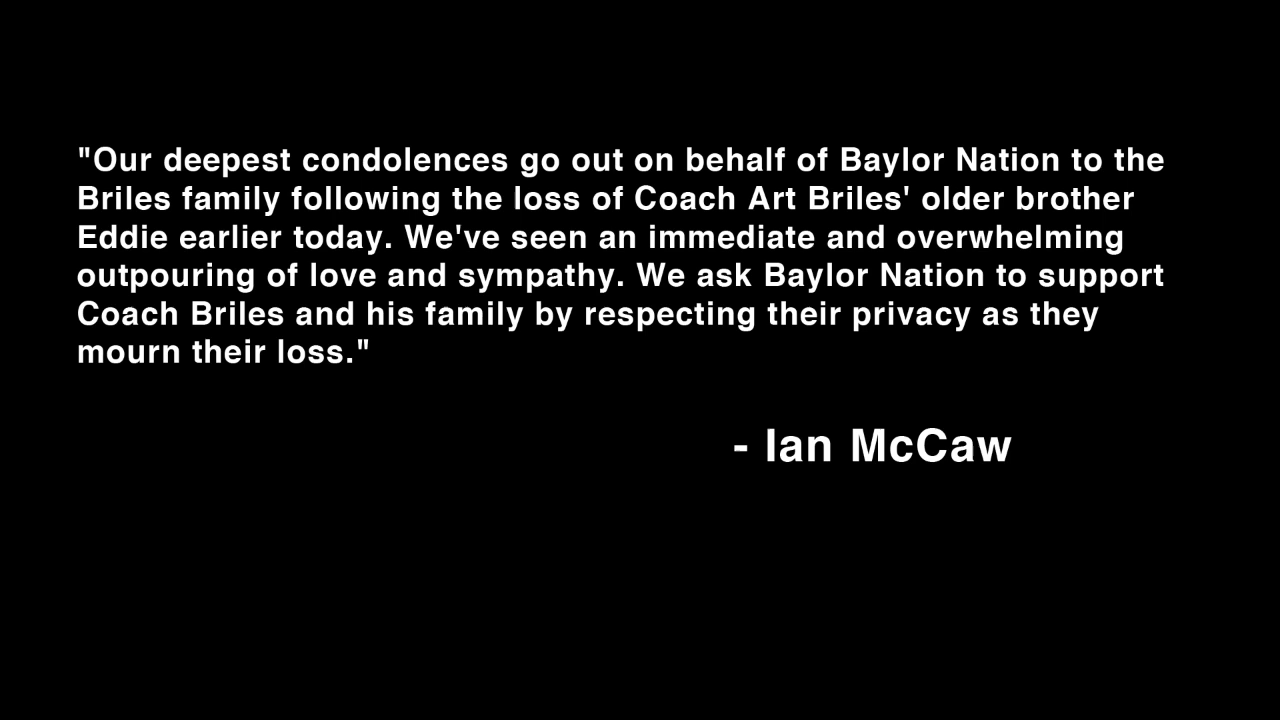 "Our deepest condolences go out on behalf of Baylor Nation to the
Briles family following the loss of Coach Art Briles' older brother
Eddie earlier today. We've seen an immediate and overwhelming
outpouring of love and sympathy. We ask Baylor Nation to support
Coach Briles and his family by respecting their privacy as they
mourn their loss."
- Ian McCaw